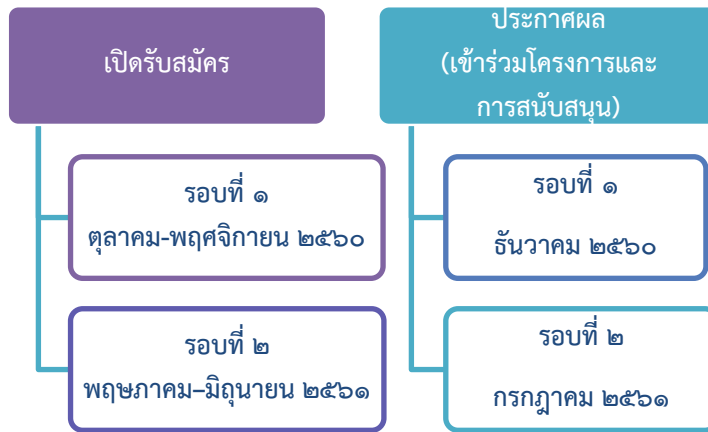 เปิดรับสมัคร
รอบที่ ๑
ตุลาคม-พฤศจิกายน ๒๕๖๐
รอบที่ ๒
พฤษภาคม–มิถุนายน ๒๕๖๑
ประกาศผล
(เข้าร่วมโครงการและ
การสนับสนุน)
รอบที่ ๑
ธันวาคม ๒๕๖๐
รอบที่ ๒
กรกฎาคม ๒๕๖๑